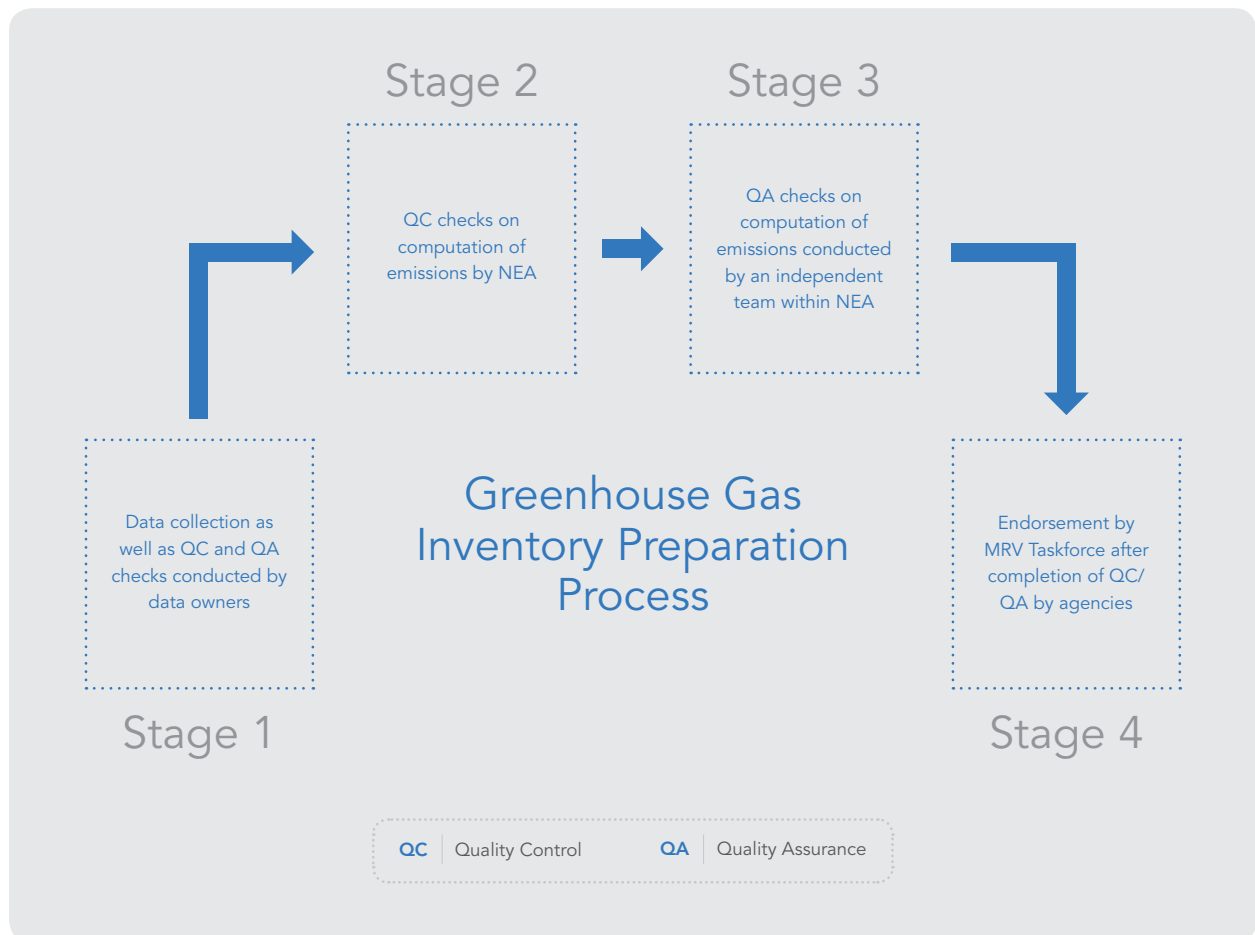 Stage 2
Stage 3
QC checks on
computation of
emissions by NEA
QA checks on
computation of
emissions conducted
by an independent
team within NEA
Data collection as
well as QC and QA
checks conducted by
data owners
Stage 1
Greenhouse Gas
Inventory Preparation
Process
Endorsement by
MRV Taskforce after
completion of QC/
QA by agencies
Stage 4
QC Quality Control
QA Quality Assurance